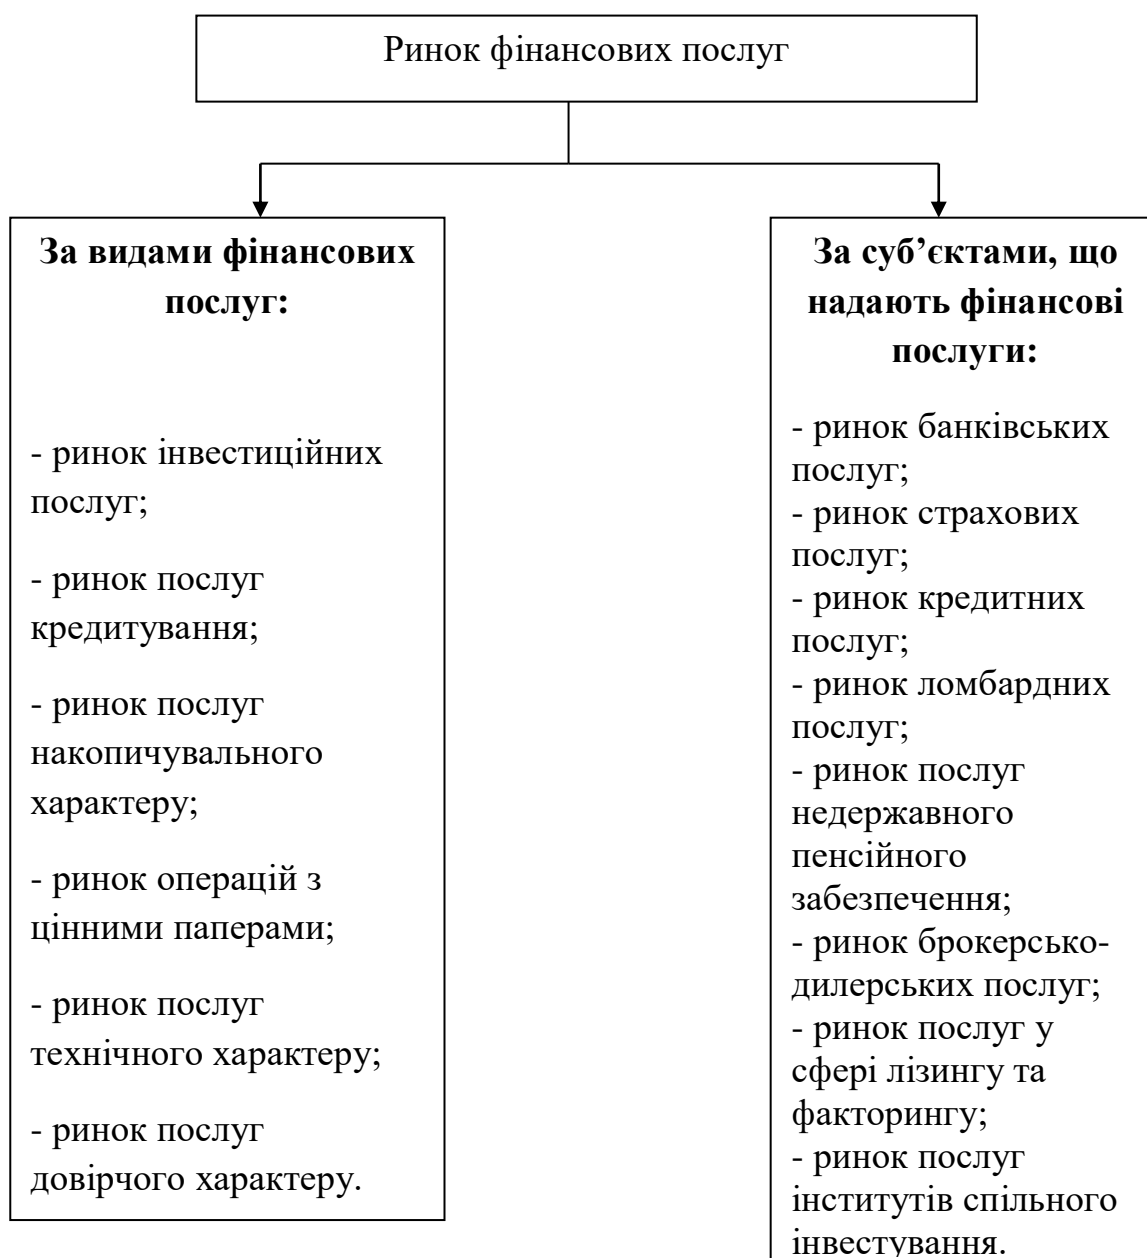 Ринок фінансових послуг
За видами фінансових
послуг:
- ринок інвестиційних
послуг;
- ринок послуг
кредитування;
- ринок послуг
накопичувального
характеру;
- ринок операцій з
цінними паперами;
- ринок послуг
технічного характеру;
- ринок послуг
довірчого характеру.
За суб’єктами, що
надають фінансові
послуги:
- ринок банківських
послуг;
- ринок страхових
послуг;
- ринок кредитних
послуг;
- ринок ломбардних
послуг;
- ринок послуг
недержавного
пенсійного
забезпечення;
- ринок брокерсько-
дилерських послуг;
- ринок послуг у
сфері лізингу та
факторингу;
- ринок послуг
інститутів спільного
інвестування.